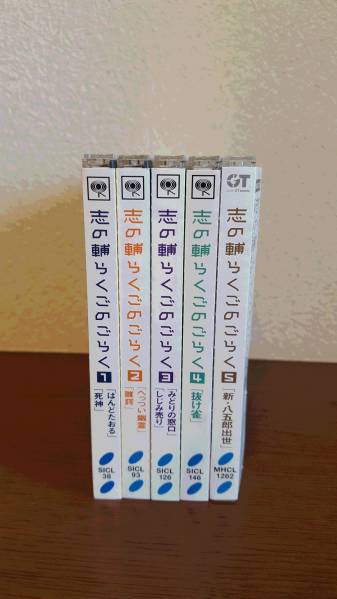 志の輔らくごのごらく1
「はんどたおる」
「死神」
SICL
38
志の輔らくごのごらく2
「へっつい幽霊」
「雛鍔」
SICL
93
志の輔らくごのごらく3
「みどりの窓口」
「しじみ売り」
SICL
126
志の輔らくごのごらく4
「抜け雀」
SICL
146
GT
志の輔らくごのごらく5
「新・八五郎出世」
MHCL
1262